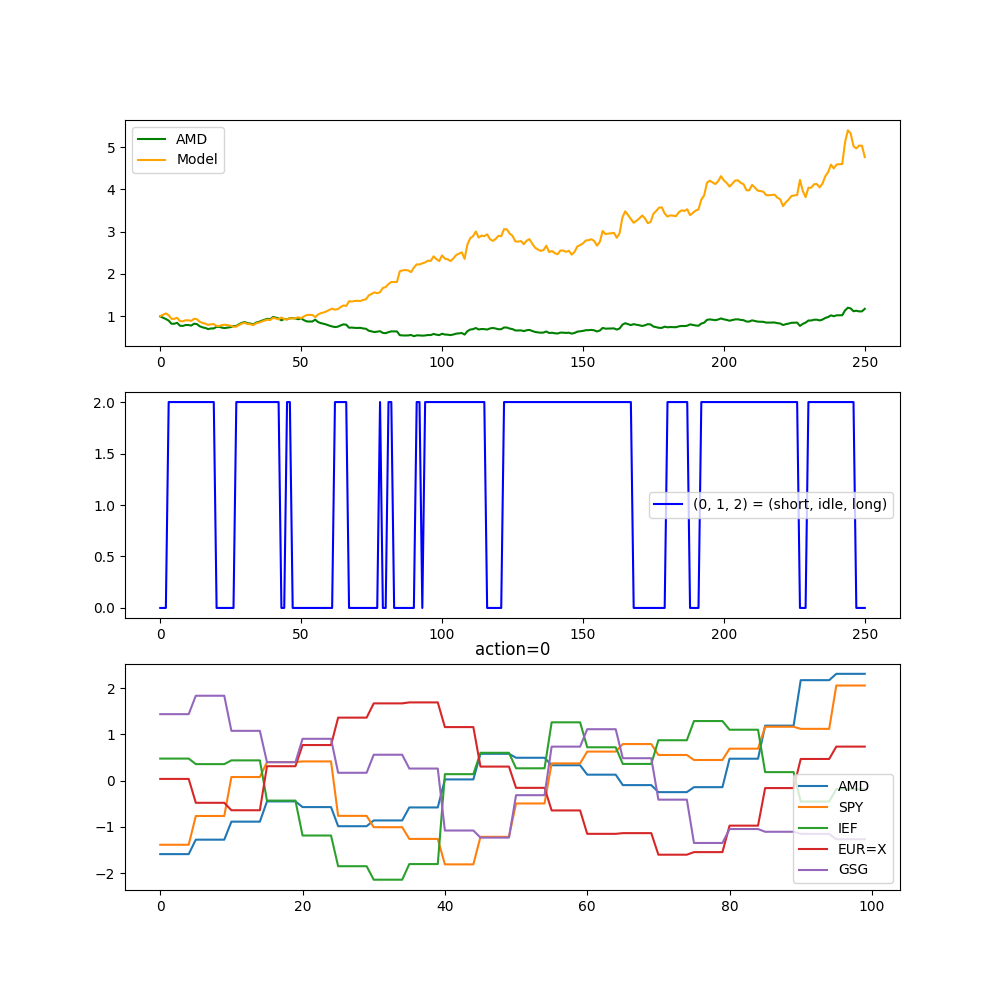 AMD
Model
5
4
3
2
1
0 50 100 150 200 250
2.0
1.5
1.0
0.5
0.0
(0, 1, 2) = (short, idle, long)
0 50 100 150 200 250
action=0
2
1
0
−1
−2
AMD
SPY
IEF
EUR=X
GSG
0 20 40 60 80 100